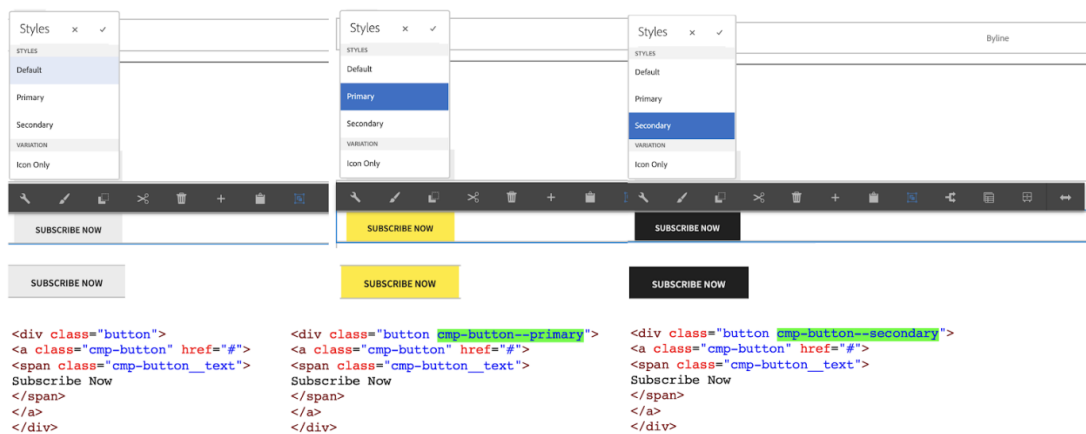 Styles
STYLES
Default
Primary
Secondary
VARIATION
Icon Only
SUBSCRIBE NOW
SUBSCRIBE NOW
<div class="button">
<a class="cmp-button" href="#">
<span class="cmp-button__text">
Subscribe Now
</span>
</a>
</div>
Styles
STYLES
Default
Primary
Secondary
VARIATION
Icon Only
SUBSCRIBE NOW
SUBSCRIBE NOW
<div class="button cmp-button--primary">
<a class="cmp-button" href="#">
<span class="cmp-button__text">
Subscribe Now
</span>
</a>
</div>
Styles
STYLES
Default
Primary
Secondary
VARIATION
Icon Only
Byline
SUBSCRIBE NOW
SUBSCRIBE NOW
<div class="button cmp-button--secondary">
<a class="cmp-button" href="#">
<span class="cmp-button__text">
Subscribe Now
</span>
</a>
</div>